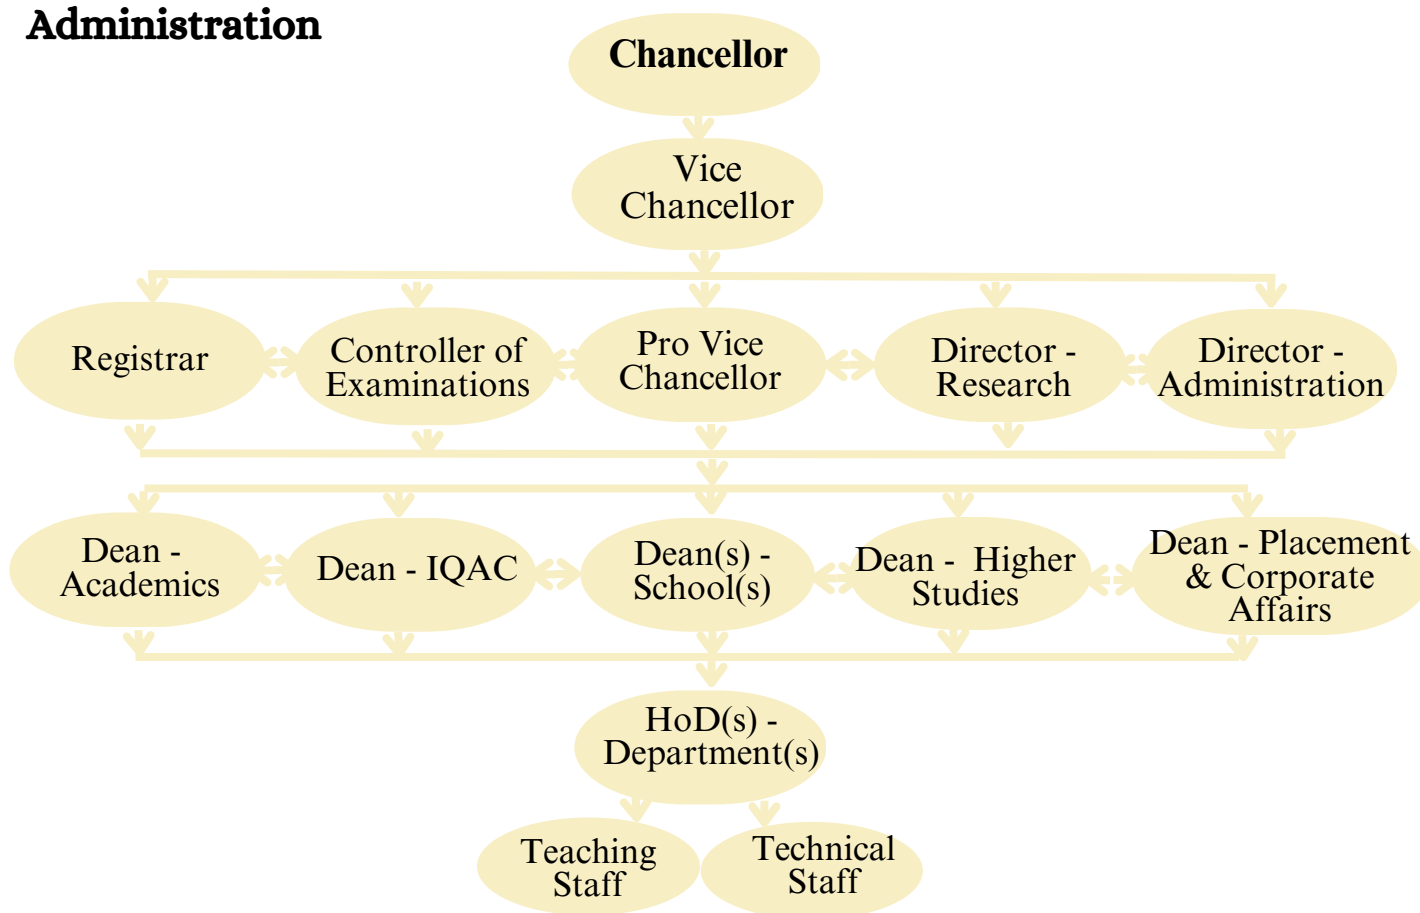 Administration
Chancellor
Vice
Chancellor
Registrar
Controller of
Examinations
Pro Vice
Chancellor
Director -
Research
Director -
Administration
Dean -
Academics
Dean - IQAC
Dean(s) -
School(s)
Dean -  Higher
Studies
Dean - Placement
& Corporate
Affairs
HoD(s) -
Department(s)
Teaching
Staff
Technical
Staff